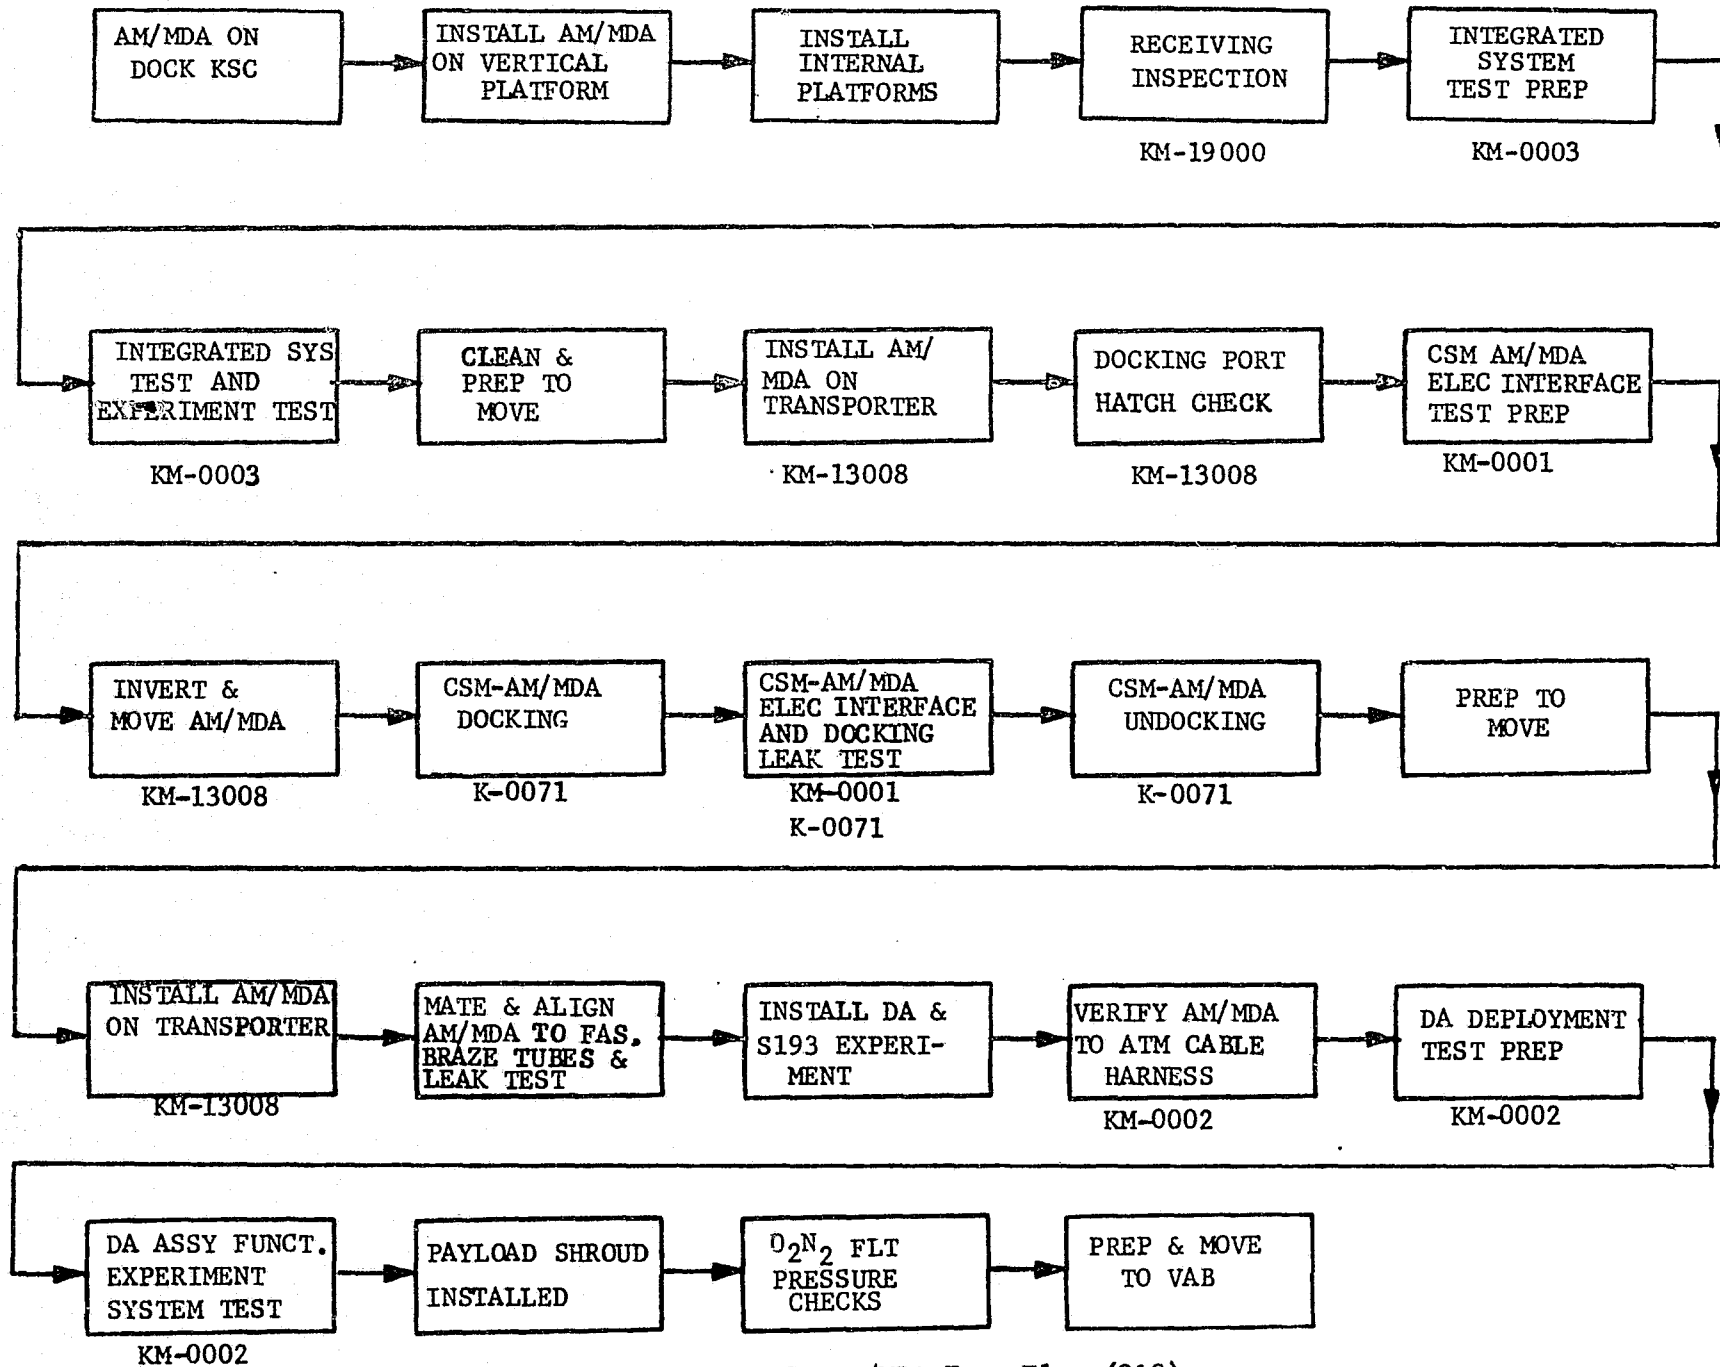 AM/MDA ON
DOCK KSC
INSTALL AM/MDA
ON VERTICAL
PLATFORM
INSTALL
INTERNAL
PLATFORMS
RECEIVING
INSPECTION
KM-19000
INTEGRATED
SYSTEM
TEST PREP
KM-0003
INTEGRATED SYS
TEST AND
EXPERIMENT TEST
KM-0003
CLEAN &
PREP TO
MOVE
INSTALL AM/
MDA ON
TRANSPORTER
KM-13008
DOCKING PORT
HATCH CHECK
KM-13008
CSM AM/MDA
ELEC INTERFACE
TEST PREP
KM-0001
INVERT &
MOVE AM/MDA
KM-13008
CSM-AM/MDA
DOCKING
K-0071
CSM-AM/MDA
ELEC INTERFACE
AND DOCKING
LEAK TEST
KM-0001
K-0071
CSM-AM/MDA
UNDOCKING
K-0071
PREP TO
MOVE
INSTALL AM/MDA
ON TRANSPORTER
KM-13008
MATE & ALIGN
AM/MDA TO FAS.
BRAZE TUBES &
LEAK TEST
INSTALL DA &
S193 EXPERI-
MENT
VERIFY AM/MDA
TO ATM CABLE
HARNESS
KM-0002
DA DEPLOYMENT
TEST PREP
KM-0002
DA ASSY FUNCT.
EXPERIMENT
SYSTEM TEST
KM-0002
PAYLOAD SHROUD
INSTALLED
O2N2 FLT
PRESSURE
CHECKS
PREP & MOVE
TO VAB